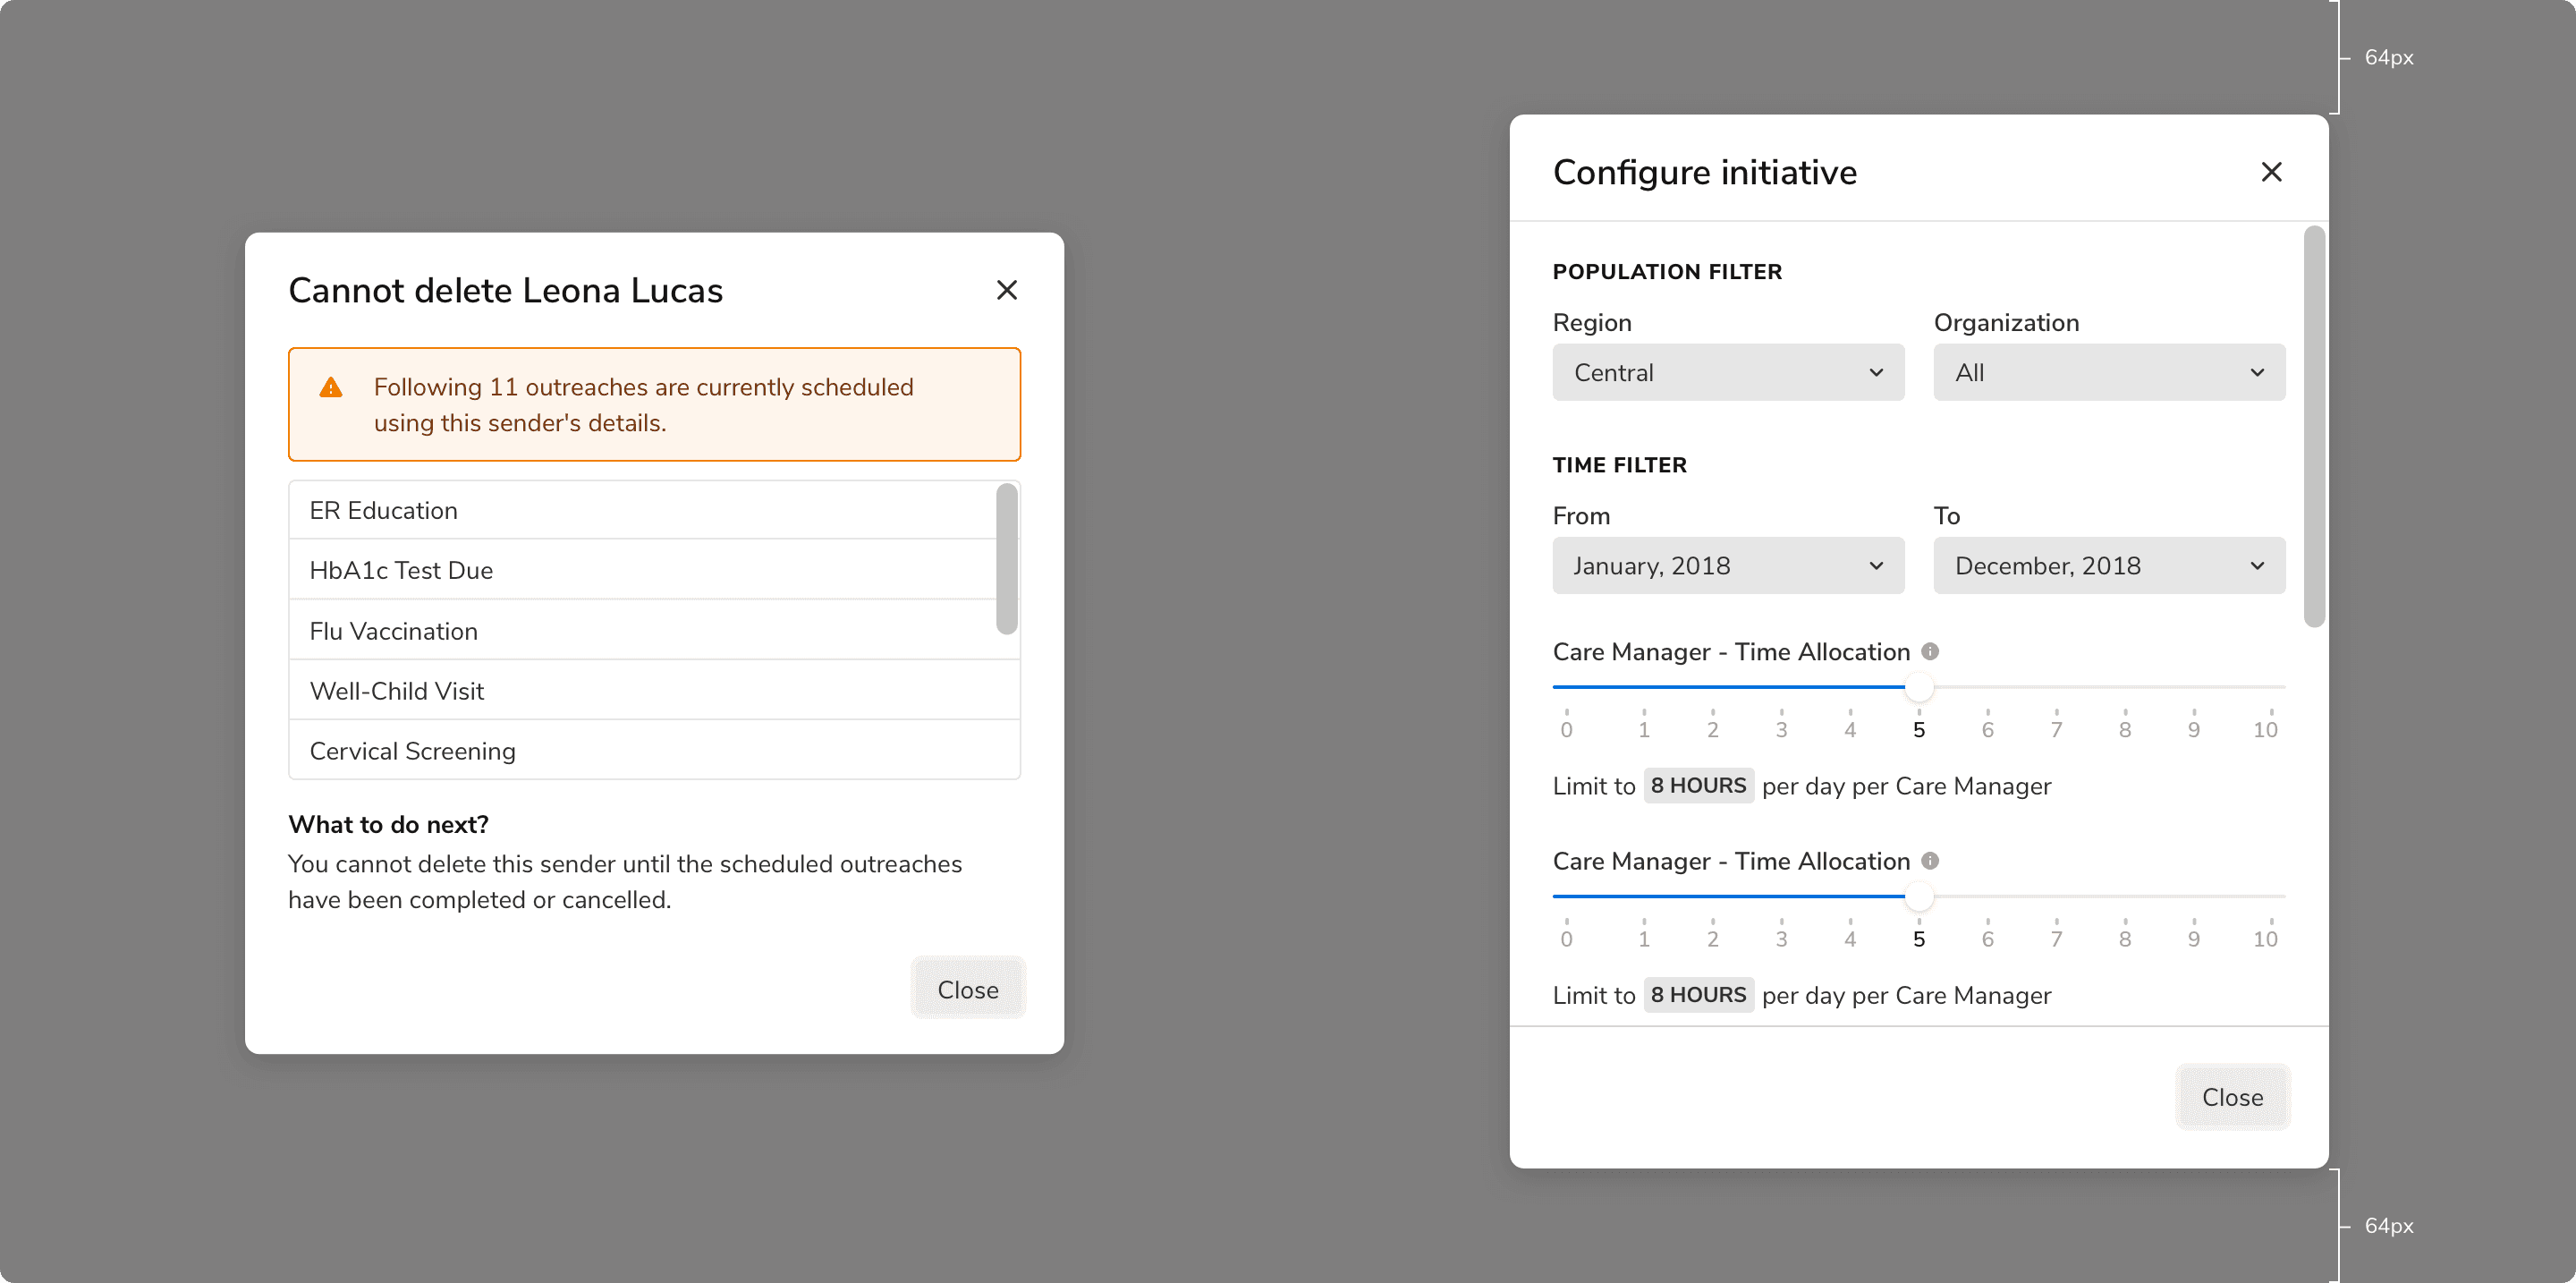 Cannot delete Leona Lucas
Following 11 outreaches are currently scheduled
using this sender's details.
ER Education
HbA1c Test Due
Flu Vaccination
Well-Child Visit
Cervical Screening
What to do next?
You cannot delete this sender until the scheduled outreaches
have been completed or cancelled.
Close
64px
Configure initiative
POPULATION FILTER
Region Organization
Central All
TIME FILTER
From To
January, 2018 December, 2018
Care Manager - Time Allocation
0 1 2 3 4 5 6 7 8 9 10
Limit to 8 HOURS per day per Care Manager
Care Manager - Time Allocation
0 1 2 3 4 5 6 7 8 9 10
Limit to 8 HOURS per day per Care Manager
Close
64px